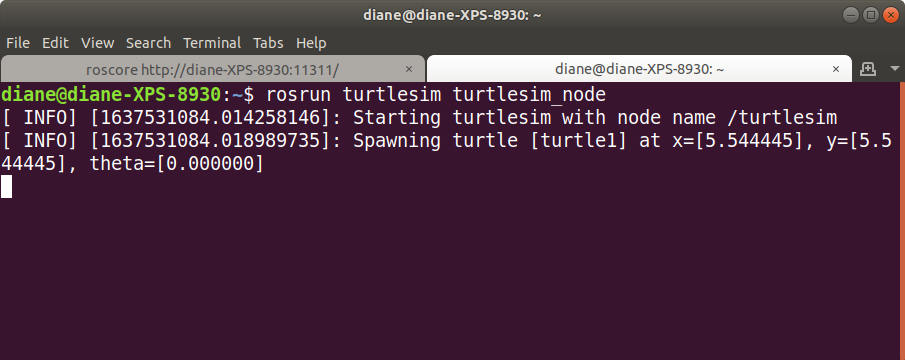 diane@diane-XPS-8930: ~
File Edit View Search Terminal Tabs Help
roscore http://diane-XPS-8930:11311/ × diane@diane-XPS-8930: ~ ×
diane@diane-XPS-8930:~$ rosrun turtlesim turtlesim_node
[ INFO] [1637531084.014258146]: Starting turtlesim with node name /turtlesim
[ INFO] [1637531084.018989735]: Spawning turtle [turtle1] at x=[5.544445], y=[5.5
44445], theta=[0.000000]